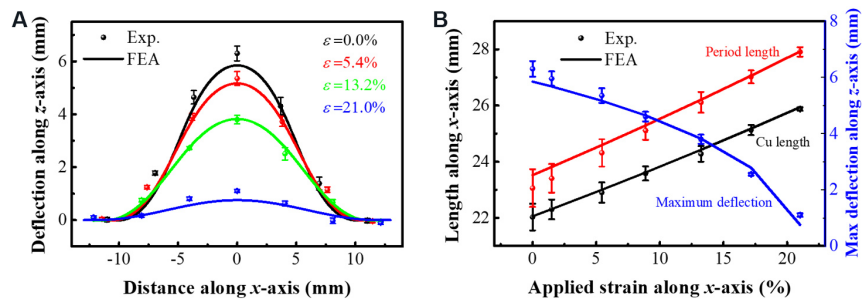 A
Exp.
FEA
ε=0.0%
ε=5.4%
ε=13.2%
ε=21.0%
Deflection along z-axis (mm)
6
4
2
0
-10
-5
0
5
10
Distance along x-axis (mm)
B
Exp.
FEA
Period length
Cu length
Maximum deflection
Length along x-axis (mm)
28
26
24
22
0
5
10
15
20
Applied strain along x-axis (%)
8
6
4
2
0
Max deflection along z-axis (mm)